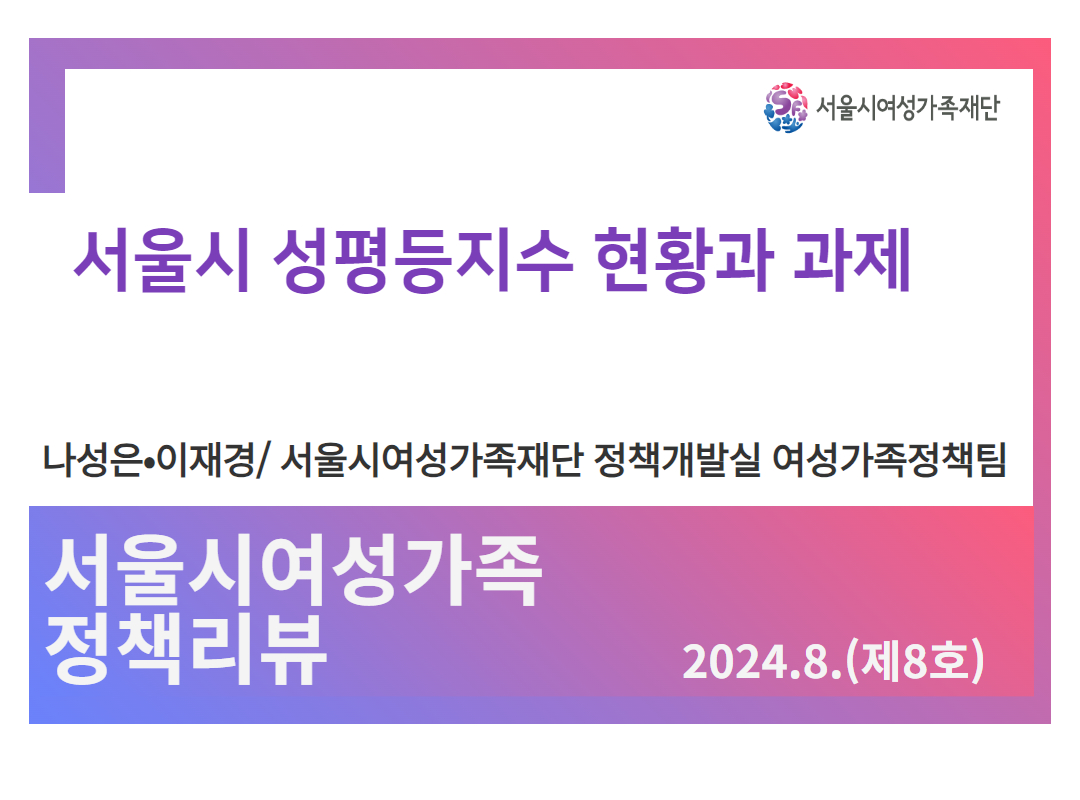 서울시여성가족재단
서울시 성평등지수 현황과 과제
나성은•이재경/ 서울시여성가족재단 정책개발실 여성가족정책팀
서울시여성가족
정책리뷰
2024.8.(제8호)